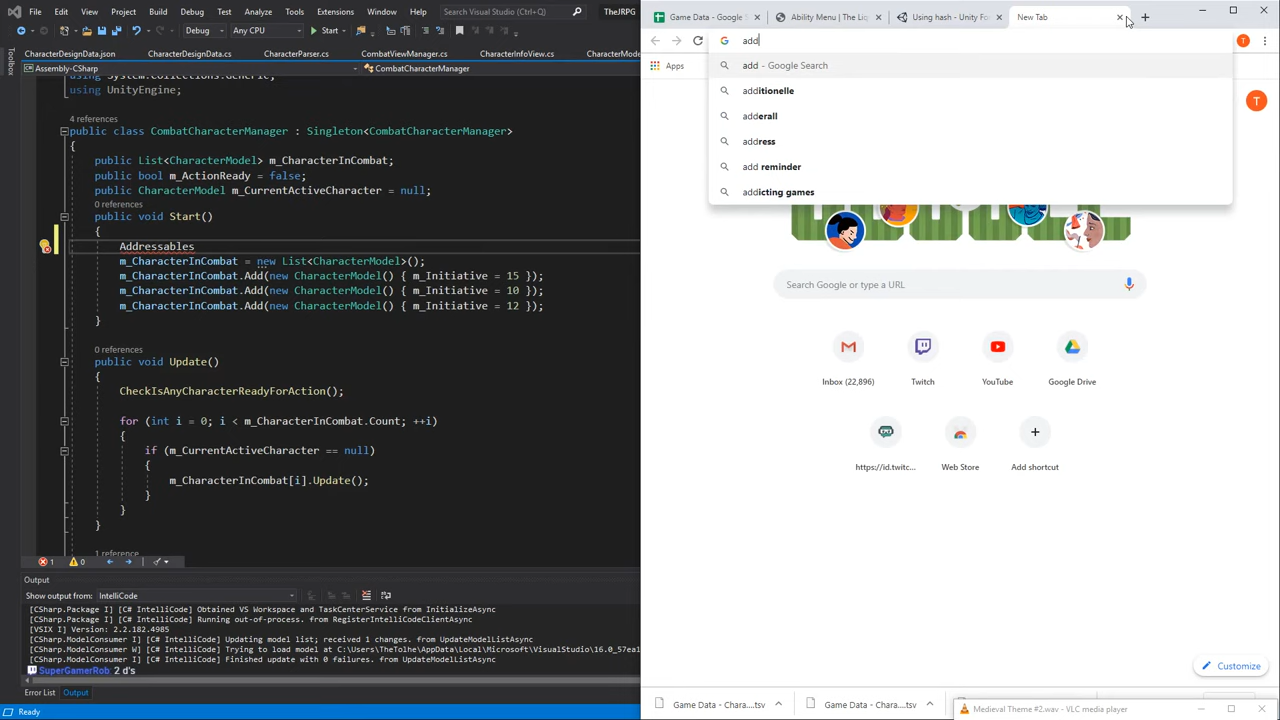 File Edit View Project Build Debug Test Analyze Tools Extensions Window Help Search Visual Studio (Ctrl+Q) TheJRPG
Debug Any CPU Start
CharacterDesignData.json CharacterDesignData.cs CharacterParser.cs CombatViewManager.cs CharacterInfoView.cs CombatCharacterManager.cs
Assembly-CSharp CombatCharacterManager
Toolbox
using System.Collections.Generic;
using UnityEngine;
4 references
public class CombatCharacterManager : Singleton<CombatCharacterManager>
{
public List<CharacterModel> m_CharacterInCombat;
public bool m_ActionReady = false;
public CharacterModel m_CurrentActiveCharacter = null;
0 references
public void Start()
{
Addressables
m_CharacterInCombat = new List<CharacterModel>();
m_CharacterInCombat.Add(new CharacterModel() { m_Initiative = 15 });
m_CharacterInCombat.Add(new CharacterModel() { m_Initiative = 10 });
m_CharacterInCombat.Add(new CharacterModel() { m_Initiative = 12 });
}
0 references
public void Update()
{
CheckIsAnyCharacterReadyForAction();
for (int i = 0; i < m_CharacterInCombat.Count; ++i)
{
if (m_CurrentActiveCharacter == null)
{
m_CharacterInCombat[i].Update();
}
}
}
1 reference
1 0
Output
Show output from: IntelliCode
[CSharp.Package I] [C# IntelliCode] Obtained VS Workspace and TaskCenterService from InitializeAsync
[CSharp.Package I] [C# IntelliCode] Running out-of-process. from RegisterIntelliCodeClientAsync
[VSIX I] Version: 2.2.182.4985
[CSharp.ModelConsumer I] [C# IntelliCode] Updating model list; received 1 changes. from UpdateModelListAsync
[CSharp.ModelConsumer W] [C# IntelliCode] Trying to load model at C:\Users\TheTolhe\AppData\Local\Microsoft\VisualStudio\16.0_57eal
[CSharp.ModelConsumer I] [C# IntelliCode] Finished update with 0 failures. from UpdateModelListAsync
SuperGamerRob: 2 d's
Error List Output
Ready
Game Data - Google S Ability Menu | The Liq Using hash - Unity Fo New Tab
add
T
Apps
add - Google Search
additionelle
adderall
address
add reminder
addicting games
T
Search Google or type a URL
Inbox (22,896) Twitch YouTube Google Drive
https://id.twitc... Web Store Add shortcut
Customize
Game Data - Chara....tsv Game Data - Chara....tsv
Medieval Theme #2.wav - VLC media player